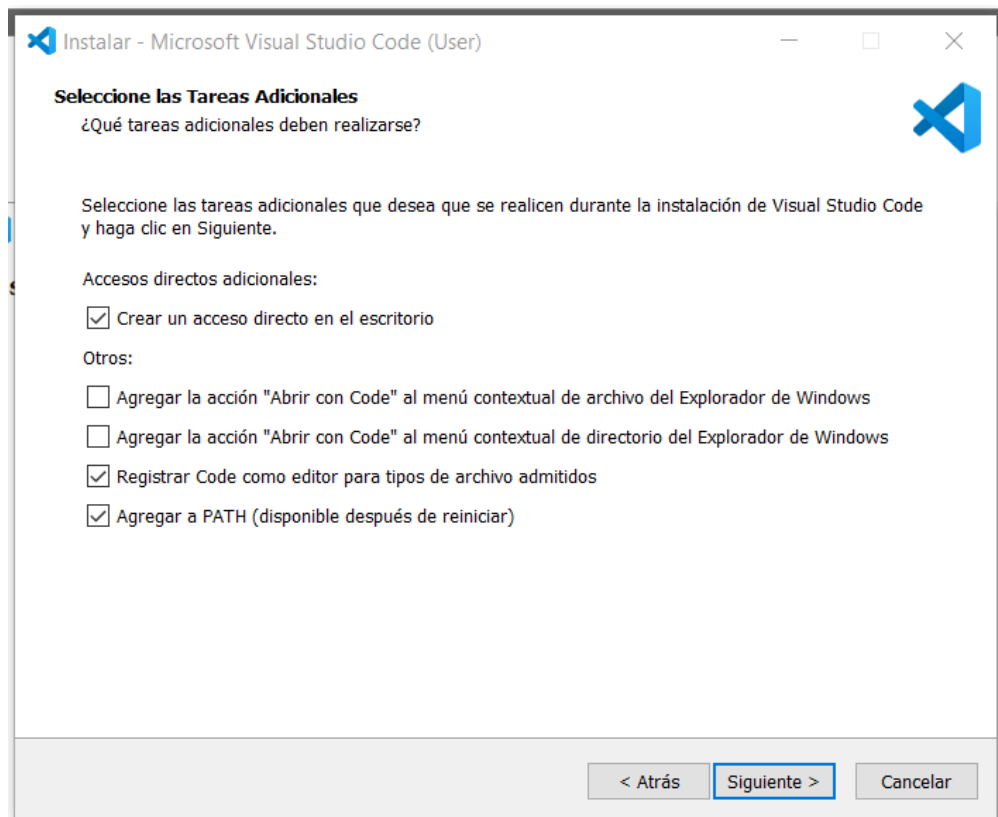 Instalar - Microsoft Visual Studio Code (User)
Seleccione las Tareas Adicionales
¿Qué tareas adicionales deben realizarse?
Seleccione las tareas adicionales que desea que se realicen durante la instalación de Visual Studio Code
y haga clic en Siguiente.
Accesos directos adicionales:
Crear un acceso directo en el escritorio
Otros:
Agregar la acción "Abrir con Code" al menú contextual de archivo del Explorador de Windows
Agregar la acción "Abrir con Code" al menú contextual de directorio del Explorador de Windows
Registrar Code como editor para tipos de archivo admitidos
Agregar a PATH (disponible después de reiniciar)
< Atrás Siguiente > Cancelar